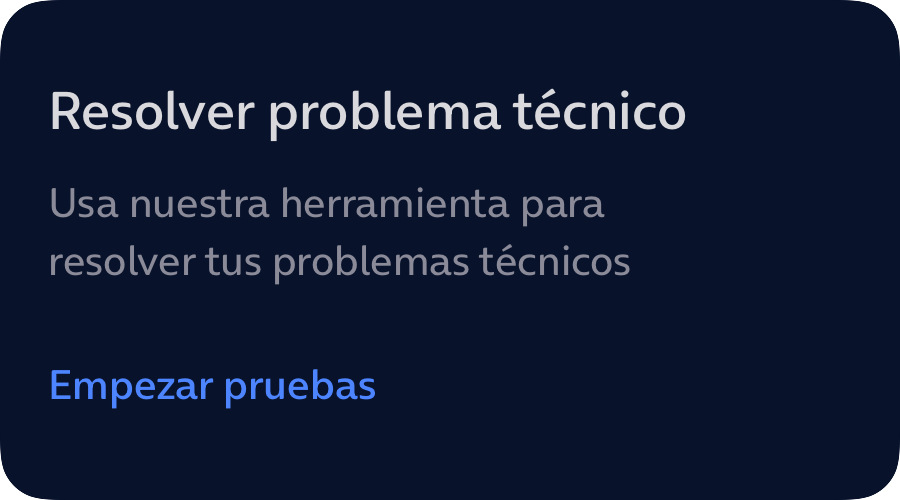 Resolver problema técnico
Usa nuestra herramienta para
resolver tus problemas técnicos
Empezar pruebas